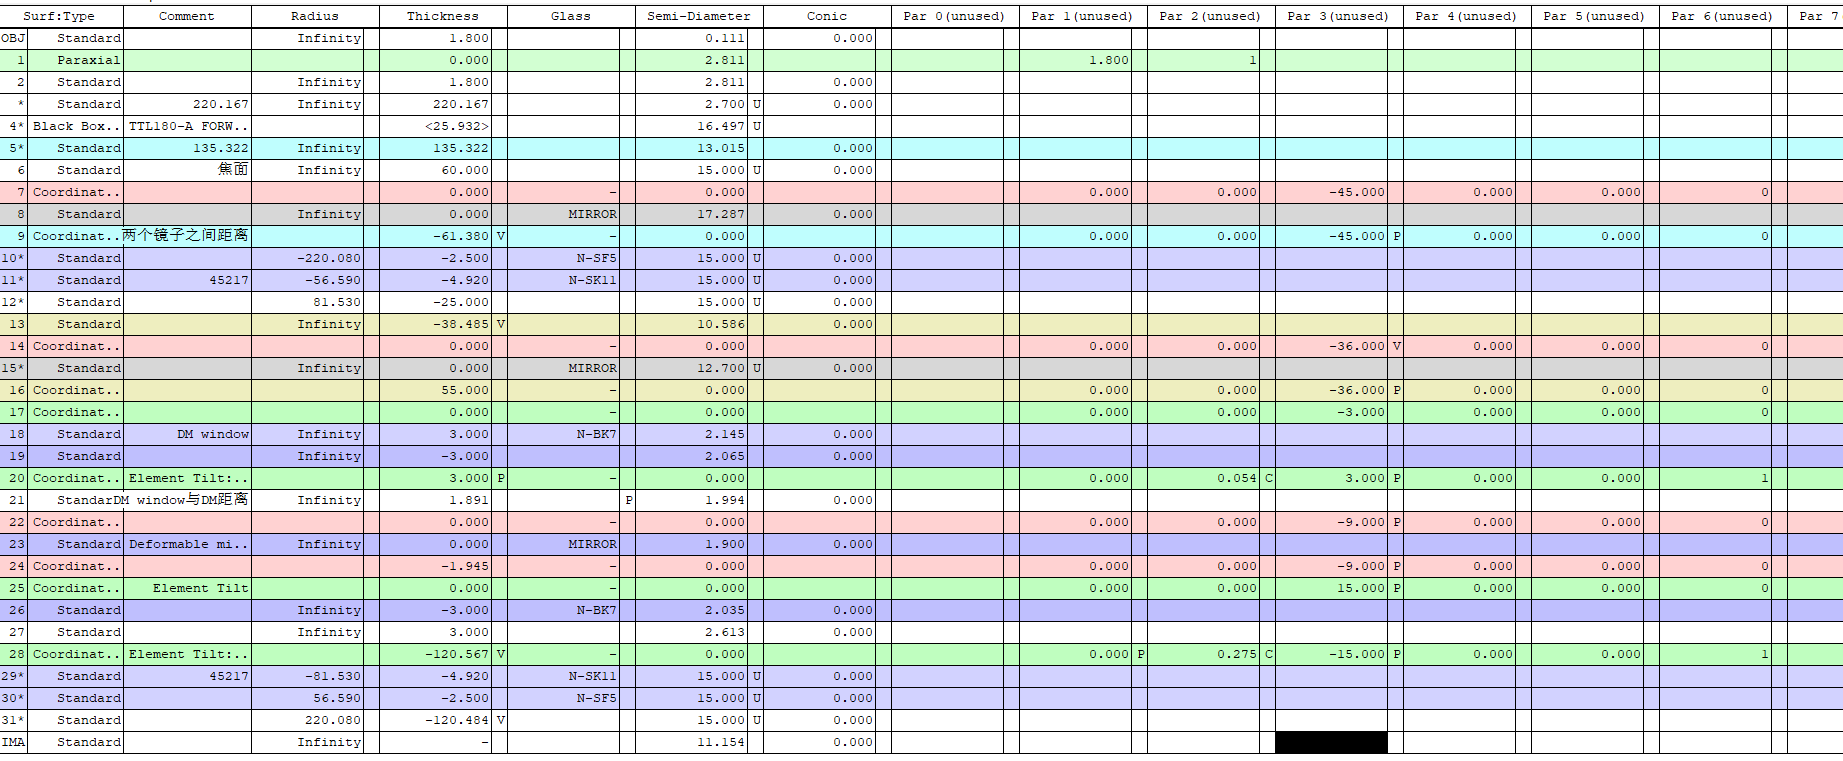 Surf:Type Comment Radius Thickness Glass Semi-Diameter Conic Par 0(unused) Par 1(unused) Par 2(unused) Par 3(unused) Par 4(unused) Par 5(unused) Par 6(unused) Par 7
OBJ Standard Infinity 1.800 0.111 0.000
1 Paraxial 0.000 2.811 1.800 1
2 Standard Infinity 1.800 2.811 0.000
* Standard 220.167 Infinity 220.167 2.700 U 0.000
4* Black Box.. TTL180-A FORW.. <25.932> 16.497 U
5* Standard 135.322 Infinity 135.322 13.015 0.000
6 Standard 焦面 Infinity 60.000 15.000 U 0.000
7 Coordinat.. 0.000 - 0.000 0.000 0.000 -45.000 0.000 0.000 0
8 Standard Infinity 0.000 MIRROR 17.287 0.000
9 Coordinat.. 两个镜子之间距离 -61.380 V - 0.000 0.000 0.000 -45.000 P 0.000 0.000 0
10* Standard -220.080 -2.500 N-SF5 15.000 U 0.000
11* Standard 45217 -56.590 -4.920 N-SK11 15.000 U 0.000
12* Standard 81.530 -25.000 15.000 U 0.000
13 Standard Infinity -38.485 V 10.586 0.000
14 Coordinat.. 0.000 - 0.000 0.000 0.000 -36.000 V 0.000 0.000 0
15* Standard Infinity 0.000 MIRROR 12.700 U 0.000
16 Coordinat.. 55.000 - 0.000 0.000 0.000 -36.000 P 0.000 0.000 0
17 Coordinat.. 0.000 - 0.000 0.000 0.000 -3.000 0.000 0.000 0
18 Standard DM window Infinity 3.000 N-BK7 2.145 0.000
19 Standard Infinity -3.000 2.065 0.000
20 Coordinat.. Element Tilt:.. 3.000 P - 0.000 0.000 0.054 C 3.000 P 0.000 0.000 1
21 Standar DM window与DM距离 Infinity 1.891 P 1.994 0.000
22 Coordinat.. 0.000 - 0.000 0.000 0.000 -9.000 P 0.000 0.000 0
23 Standard Deformable mi.. Infinity 0.000 MIRROR 1.900 0.000
24 Coordinat.. -1.945 - 0.000 0.000 0.000 -9.000 P 0.000 0.000 0
25 Coordinat.. Element Tilt 0.000 - 0.000 0.000 0.000 15.000 P 0.000 0.000 0
26 Standard Infinity -3.000 N-BK7 2.035 0.000
27 Standard Infinity 3.000 2.613 0.000
28 Coordinat.. Element Tilt:.. -120.567 V - 0.000 0.000 P 0.275 C -15.000 P 0.000 0.000 1
29* Standard 45217 -81.530 -4.920 N-SK11 15.000 U 0.000
30* Standard 56.590 -2.500 N-SF5 15.000 U 0.000
31* Standard 220.080 -120.484 V 15.000 U 0.000
IMA Standard Infinity - 11.154 0.000